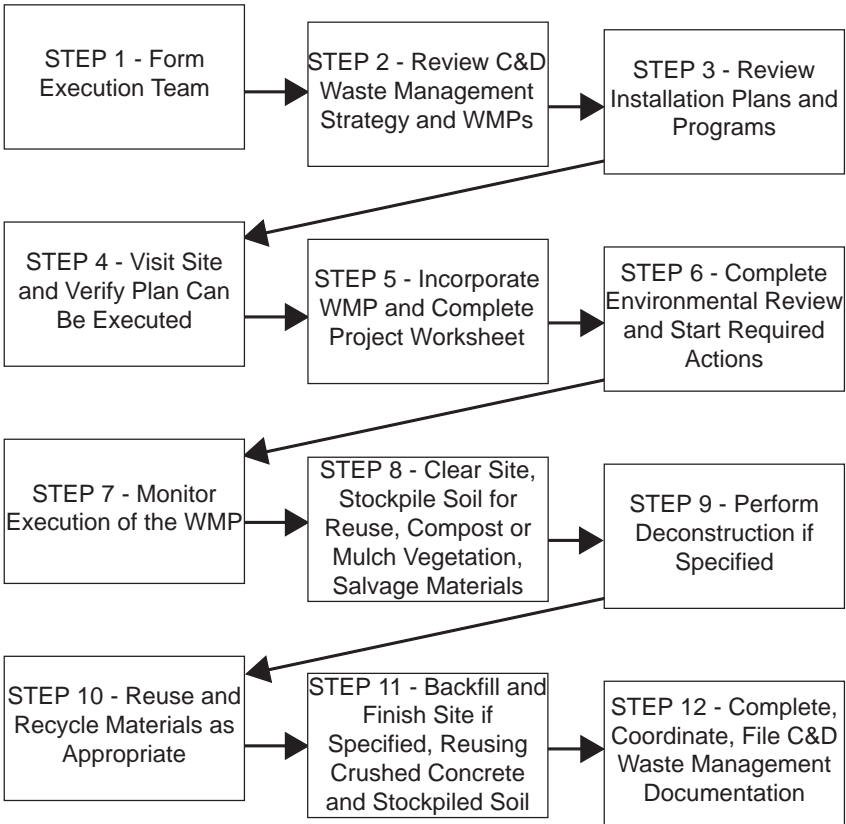 STEP 1 - Form
Execution Team
STEP 2 - Review C&D
Waste Management
Strategy and WMPs
STEP 3 - Review
Installation Plans and
Programs
STEP 4 - Visit Site
and Verify Plan Can
Be Executed
STEP 5 - Incorporate
WMP and Complete
Project Worksheet
STEP 6 - Complete
Environmental Review
and Start Required
Actions
STEP 7 - Monitor
Execution of the WMP
STEP 8 - Clear Site,
Stockpile Soil for
Reuse, Compost or
Mulch Vegetation,
Salvage Materials
STEP 9 - Perform
Deconstruction if
Specified
STEP 10 - Reuse and
Recycle Materials as
Appropriate
STEP 11 - Backfill and
Finish Site if
Specified, Reusing
Crushed Concrete
and Stockpiled Soil
STEP 12 - Complete,
Coordinate, File C&D
Waste Management
Documentation